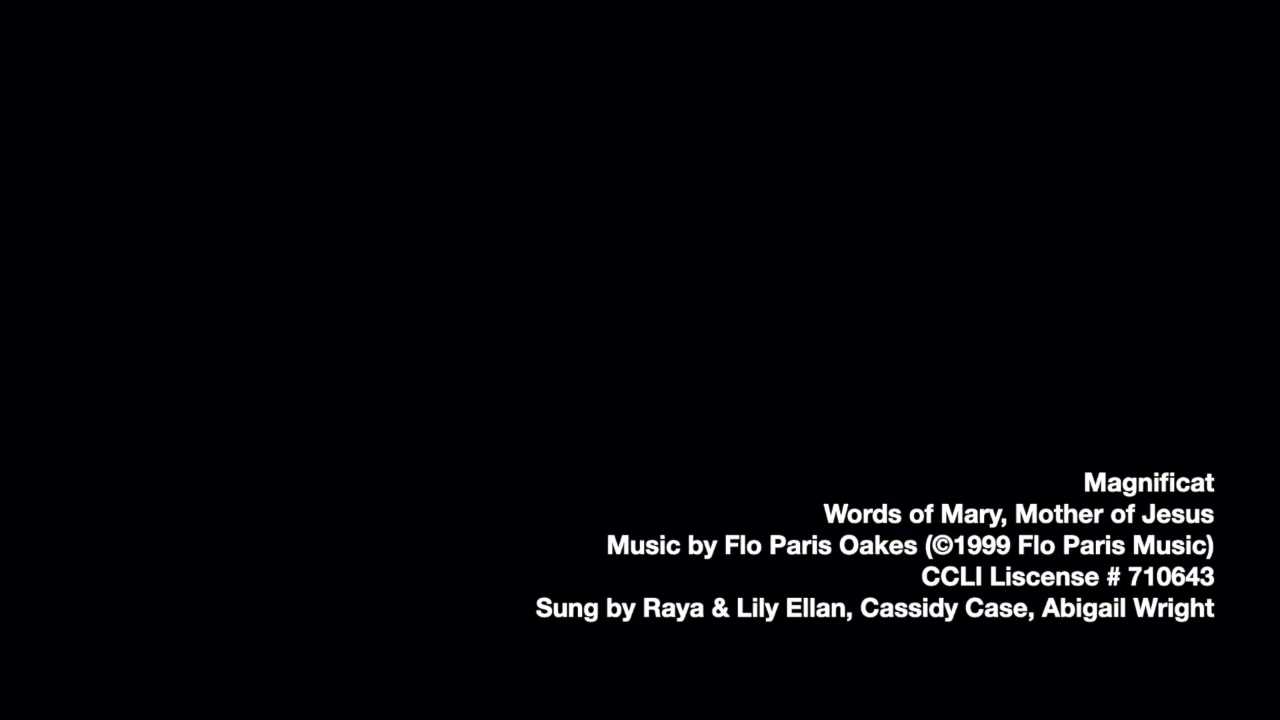 Magnificat
Words of Mary, Mother of Jesus
Music by Flo Paris Oakes (©1999 Flo Paris Music)
CCLI Liscense # 710643
Sung by Raya & Lily Ellan, Cassidy Case, Abigail Wright